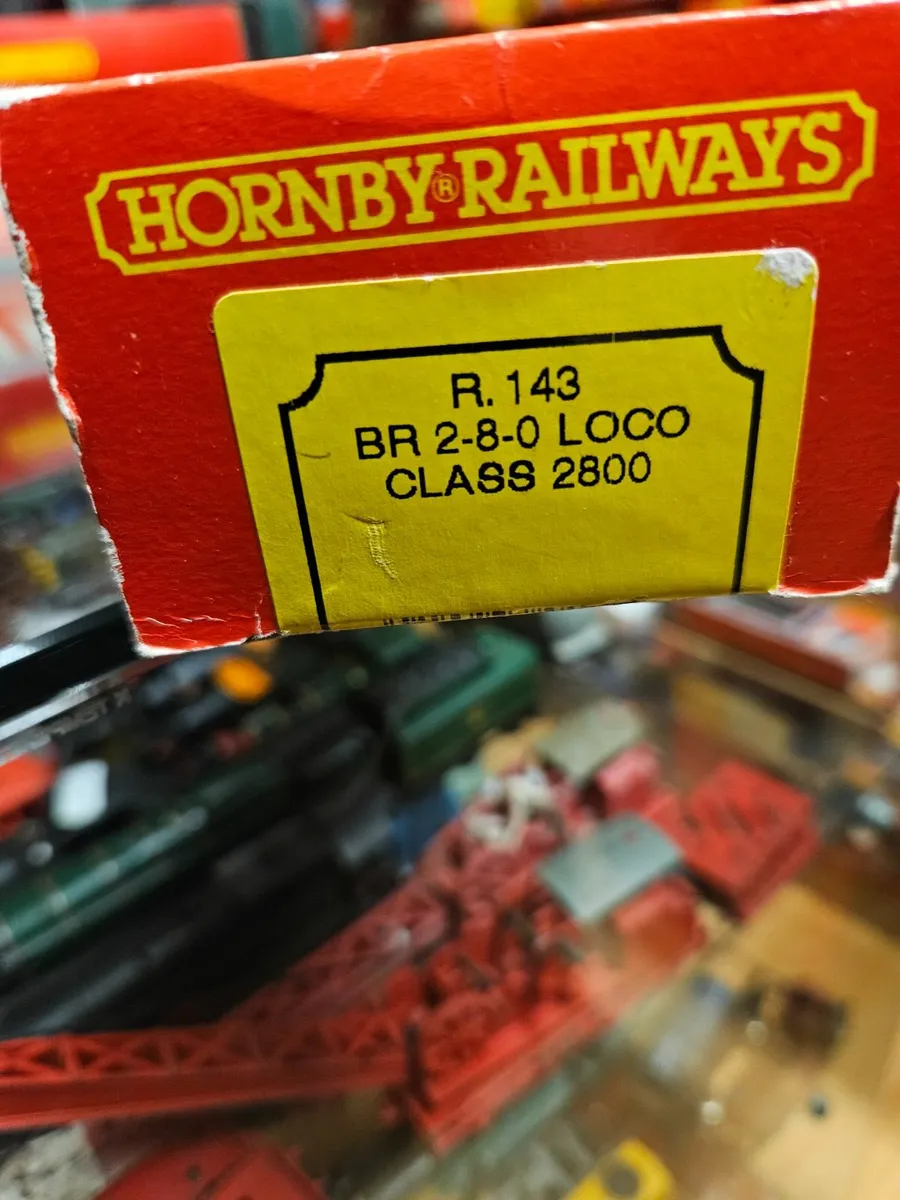 HORNBY® RAILWAYS
R. 143
BR 2-8-0 LOCO
CLASS 2800